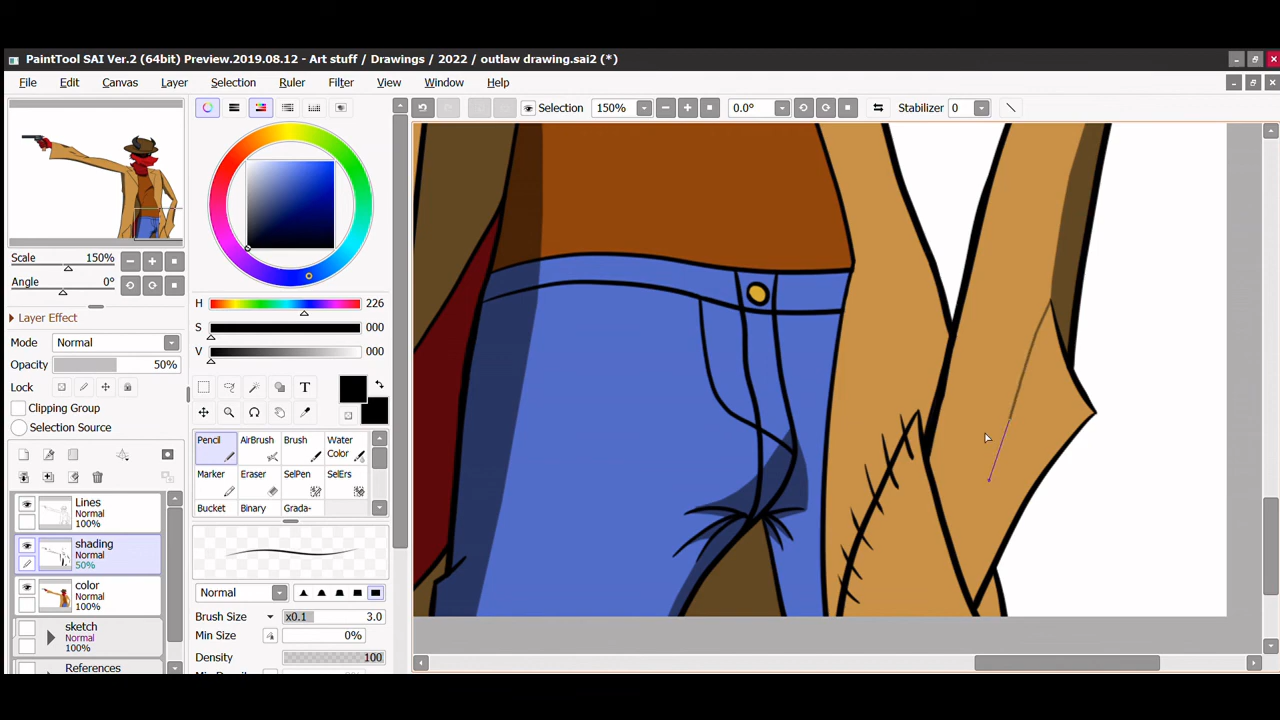 PaintTool SAI Ver.2 (64bit) Preview.2019.08.12 - Art stuff / Drawings / 2022 / outlaw drawing.sai2 (*)
File Edit Canvas Layer Selection Ruler Filter View Window Help
Selection 150% 0.0° Stabilizer 0
Scale 150%
Angle 0°
Layer Effect
Mode Normal
Opacity 50%
Lock
Clipping Group
Selection Source
Lines
Normal
100%
shading
Normal
50%
color
Normal
100%
sketch
Normal
100%
References
H 226
S 000
V 000
T
Pencil AirBrush Brush Water Color
Marker Eraser SelPen SelErs
Bucket Binary Grada-
Normal
Brush Size x0.1 3.0
Min Size 0%
Density 100